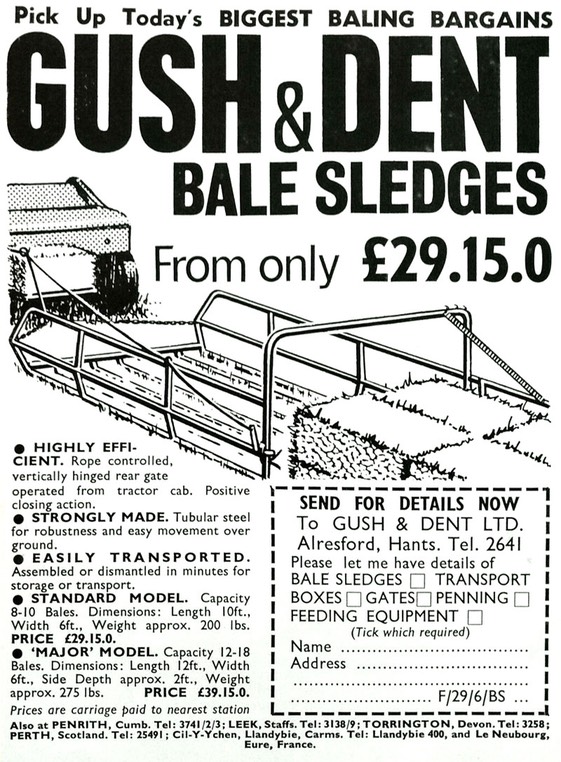 Pick Up Today's BIGGEST BALING BARGAINS
GUSH & DENT
BALE SLEDGES
From only £29.15.0
● HIGHLY EFFI-
CIENT. Rope controlled,
vertically hinged rear gate
operated from tractor cab. Positive
closing action.
● STRONGLY MADE. Tubular steel
for robustness and easy movement over
ground.
● EASILY TRANSPORTED.
Assembled or dismantled in minutes for
storage or transport.
● STANDARD MODEL. Capacity
8-10 Bales. Dimensions: Length 10ft.,
Width 6ft., Weight approx. 200 lbs.
PRICE £29.15.0.
● 'MAJOR' MODEL. Capacity 12-18
Bales. Dimensions: Length 12ft., Width
6ft., Side Depth approx. 2ft., Weight
approx. 275 lbs. PRICE £39.15.0.
Prices are carriage paid to nearest station
SEND FOR DETAILS NOW
To GUSH & DENT LTD.
Alresford, Hants. Tel. 2641
Please let me have details of
BALE SLEDGES □ TRANSPORT
BOXES □ GATES □ PENNING □
FEEDING EQUIPMENT □
(Tick which required)
Name ..............................
Address ..............................
..............................
.................... F/29/6/BS ...
Also at PENRITH, Cumb. Tel: 3741/2/3; LEEK, Staffs. Tel: 3138/9; TORRINGTON, Devon. Tel: 3258;
PERTH, Scotland. Tel: 25491; Cil-Y-Ychen, Llandybie, Carms. Tel: Llandybie 400, and Le Neubourg,
Eure, France.